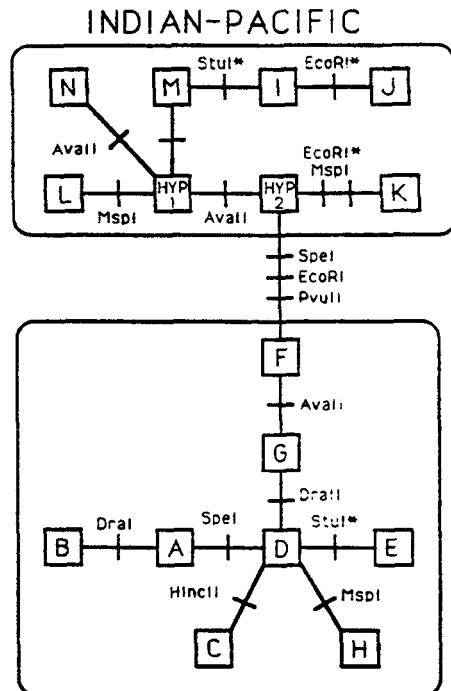 INDIAN-PACIFIC
StuI* EcoRI*
N M I J
AvaII
EcoRI*
MspI
L HYP 1 HYP 2 K
MspI AvaII
SpeI
EcoRI
PvuII
F
AvaII
G
DraII
DraI SpeI StuI*
B A D E
HincII MspI
C H